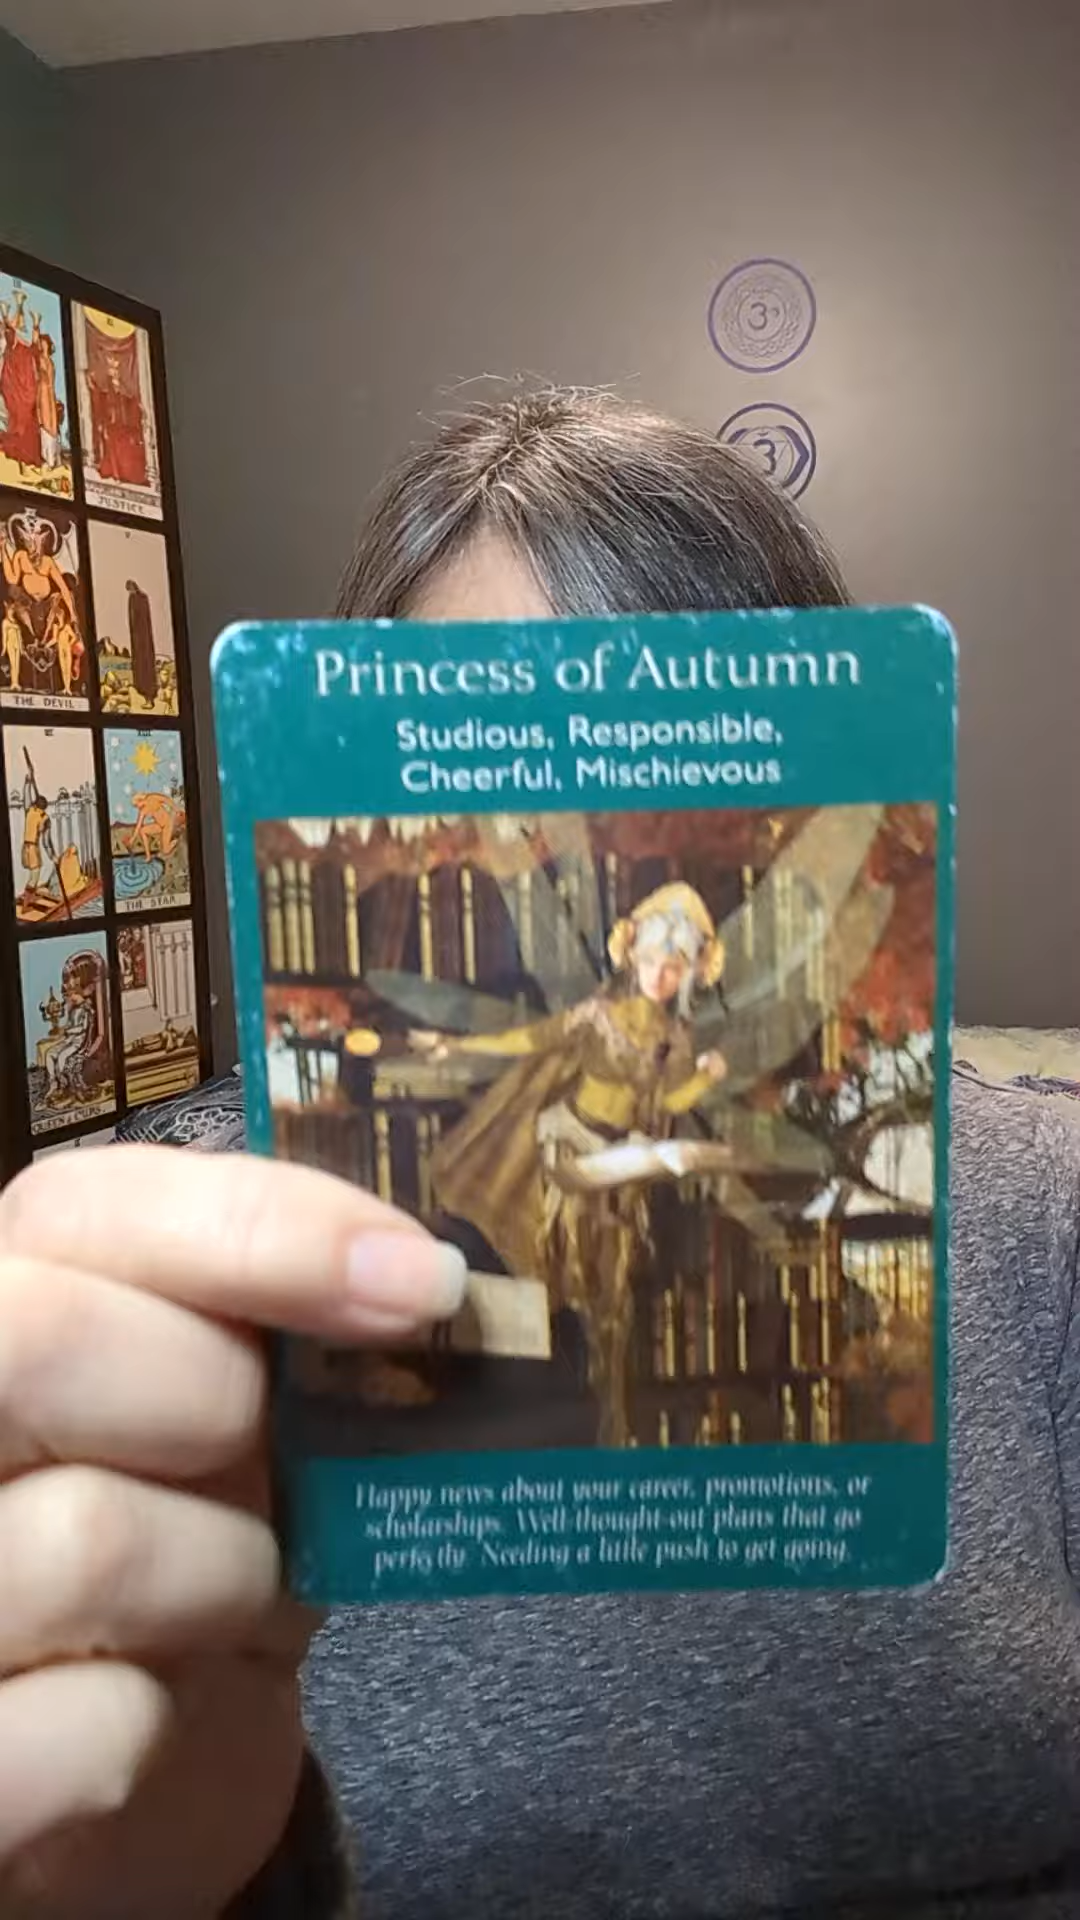 JUSTICE
THE DEVIL
THE STAR
QUEEN of CUPS.
Princess of Autumn
Studious, Responsible,
Cheerful, Mischievous
Happy news about your career, promotions, or
scholarships. Well-thought-out plans that go
perfectly. Needing a little push to get going.